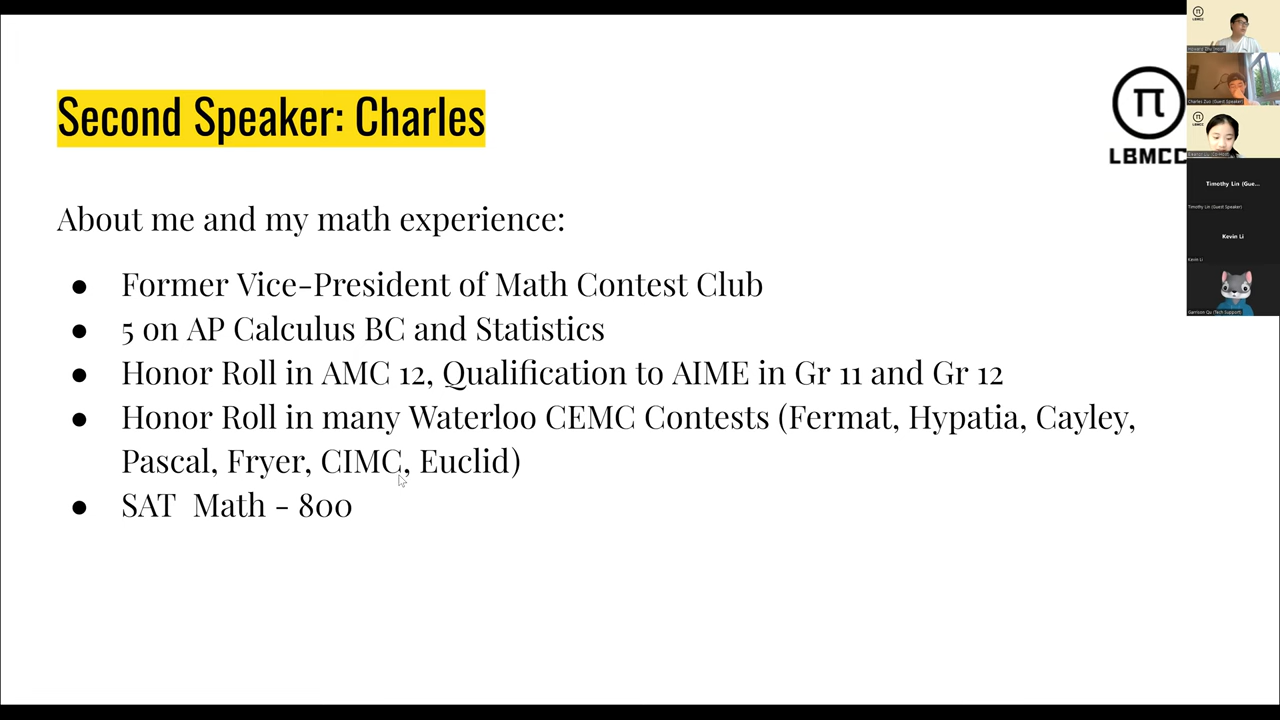 Second Speaker: Charles
π
LBMCC
About me and my math experience:
● Former Vice-President of Math Contest Club
● 5 on AP Calculus BC and Statistics
● Honor Roll in AMC 12, Qualification to AIME in Gr 11 and Gr 12
● Honor Roll in many Waterloo CEMC Contests (Fermat, Hypatia, Cayley,
Pascal, Fryer, CIMC, Euclid)
● SAT Math - 800
π
LBMCC
Charles Zuo (Guest Speaker)
π
LBMCC
Timothy Lin (Gue...
Timothy Lin (Guest Speaker)
Kevin Li
Kevin Li
Garrison Qu (Tech Support)